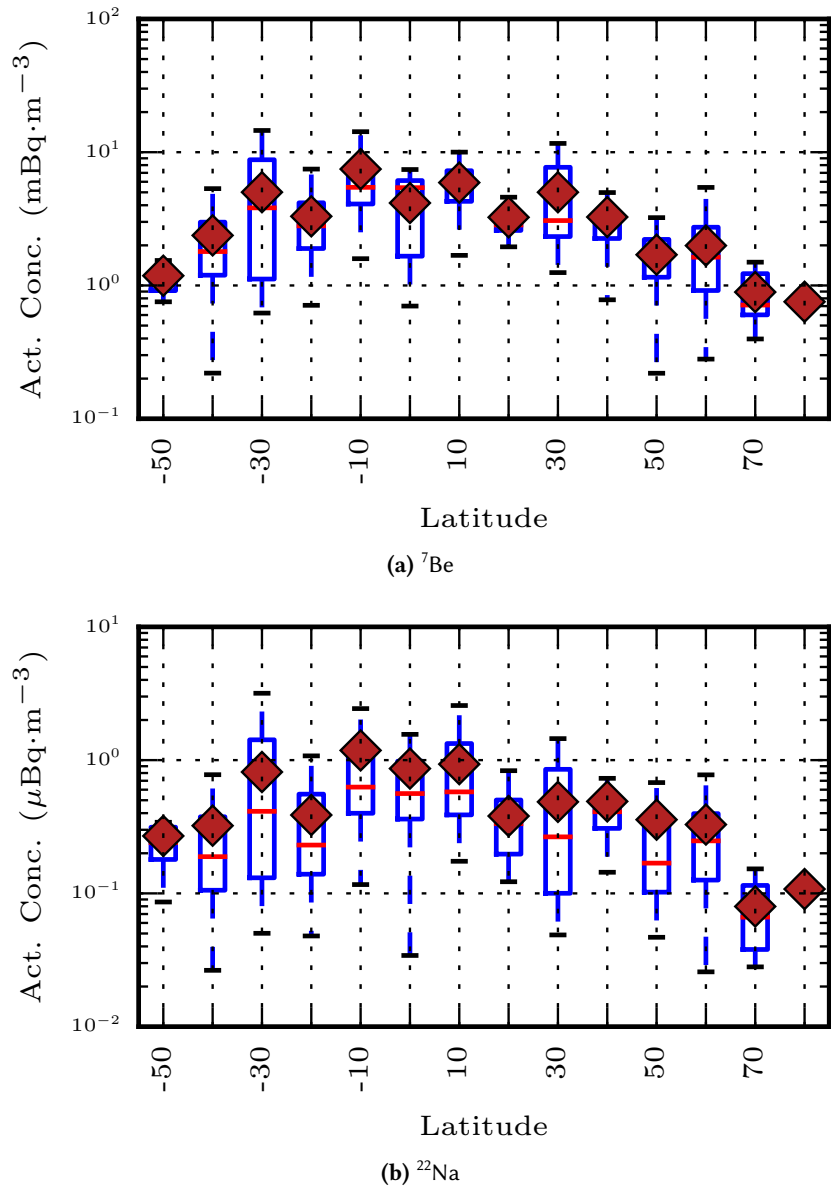 10²
10¹
10⁰
10⁻¹
Act. Conc. (mBq·m⁻³)
-50 -30 -10 10 30 50 70
Latitude
(a) ⁷Be
10¹
10⁰
10⁻¹
10⁻²
Act. Conc. (μBq·m⁻³)
-50 -30 -10 10 30 50 70
Latitude
(b) ²²Na